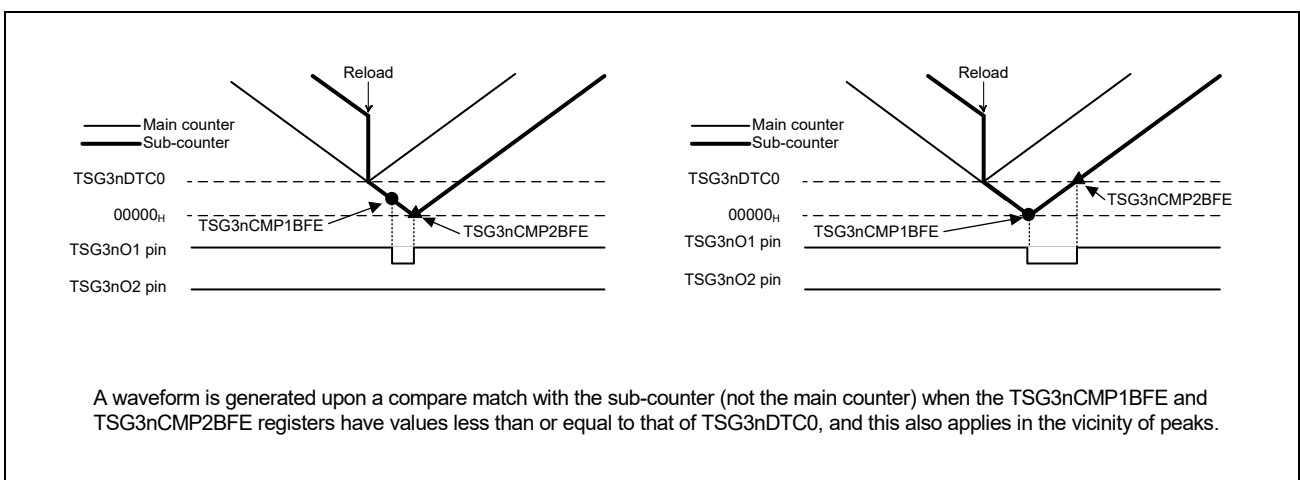 Reload
Main counter
Sub-counter
TSG3nDTC0
00000H
TSG3nCMP1BFE
TSG3nCMP2BFE
TSG3nO1 pin
TSG3nO2 pin
Reload
Main counter
Sub-counter
TSG3nDTC0
TSG3nCMP2BFE
00000H
TSG3nCMP1BFE
TSG3nO1 pin
TSG3nO2 pin
A waveform is generated upon a compare match with the sub-counter (not the main counter) when the TSG3nCMP1BFE and
TSG3nCMP2BFE registers have values less than or equal to that of TSG3nDTC0, and this also applies in the vicinity of peaks.